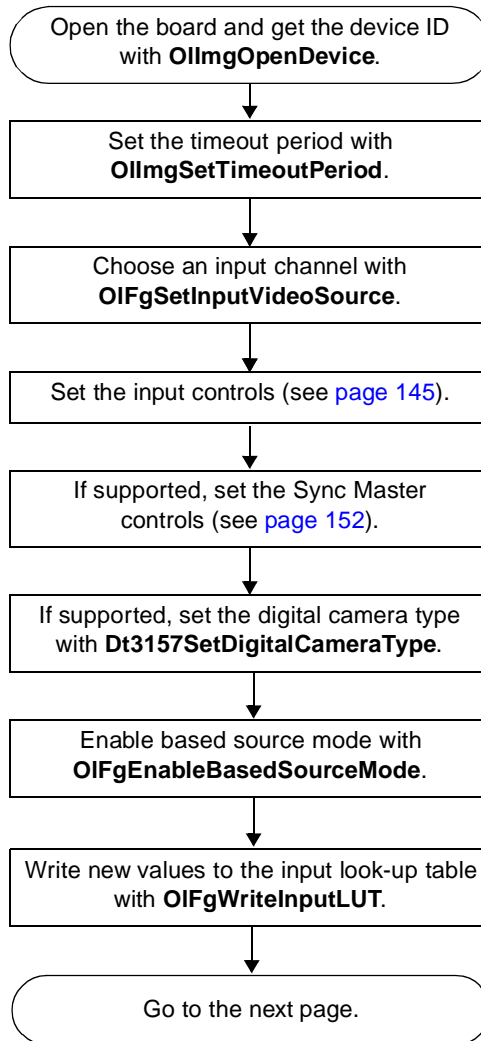 Open the board and get the device ID
with OlImgOpenDevice.
Set the timeout period with
OlImgSetTimeoutPeriod.
Choose an input channel with
OlFgSetInputVideoSource.
Set the input controls (see page 145).
If supported, set the Sync Master
controls (see page 152).
If supported, set the digital camera type
with Dt3157SetDigitalCameraType.
Enable based source mode with
OlFgEnableBasedSourceMode.
Write new values to the input look-up table
with OlFgWriteInputLUT.
Go to the next page.